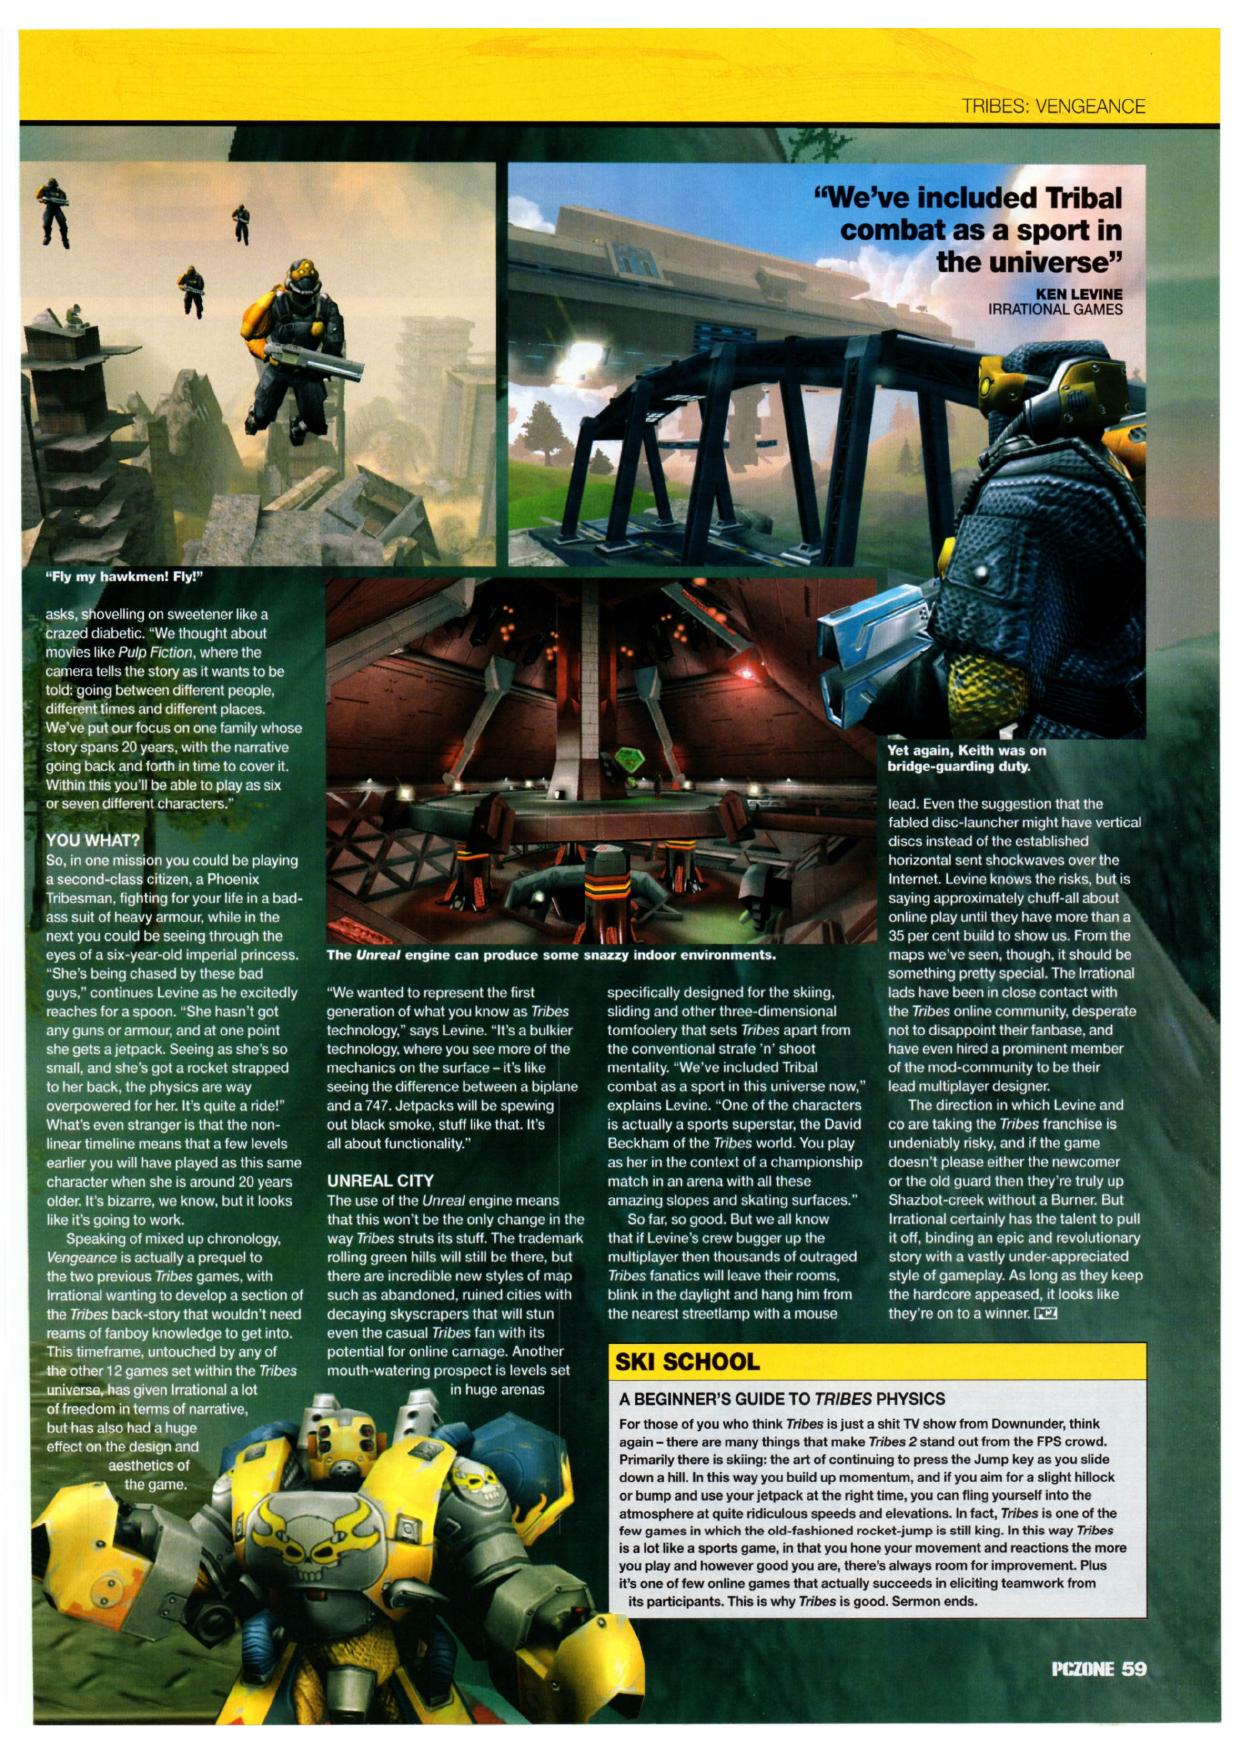 TRIBES: VENGEANCE
“We’ve included Tribal
combat as a sport in
the universe”
KEN LEVINE
IRRATIONAL GAMES
“Fly my hawkmen! Fly!”
asks, shovelling on sweetener like a
crazed diabetic. “We thought about
movies like Pulp Fiction, where the
camera tells the story as it wants to be
told: going between different people,
different times and different places.
We’ve put our focus on one family whose
story spans 20 years, with the narrative
going back and forth in time to cover it.
Within this you’ll be able to play as six
or seven different characters.”
YOU WHAT?
So, in one mission you could be playing
a second-class citizen, a Phoenix
Tribesman, fighting for your life in a bad-
ass suit of heavy armour, while in the
next you could be seeing through the
eyes of a six-year-old imperial princess.
“She’s being chased by these bad
guys,” continues Levine as he excitedly
reaches for a spoon. “She hasn’t got
any guns or armour, and at one point
she gets a jetpack. Seeing as she’s so
small, and she’s got a rocket strapped
to her back, the physics are way
overpowered for her. It’s quite a ride!”
What’s even stranger is that the non-
linear timeline means that a few levels
earlier you will have played as this same
character when she is around 20 years
older. It’s bizarre, we know, but it looks
like it’s going to work.
Speaking of mixed up chronology,
Vengeance is actually a prequel to
the two previous Tribes games, with
Irrational wanting to develop a section of
the Tribes back-story that wouldn’t need
reams of fanboy knowledge to get into.
This timeframe, untouched by any of
the other 12 games set within the Tribes
universe, has given Irrational a lot
of freedom in terms of narrative,
but has also had a huge
effect on the design and
aesthetics of
the game.
The Unreal engine can produce some snazzy indoor environments.
“We wanted to represent the first
generation of what you know as Tribes
technology,” says Levine. “It’s a bulkier
technology, where you see more of the
mechanics on the surface – it’s like
seeing the difference between a biplane
and a 747. Jetpacks will be spewing
out black smoke, stuff like that. It’s
all about functionality.”
UNREAL CITY
The use of the Unreal engine means
that this won’t be the only change in the
way Tribes struts its stuff. The trademark
rolling green hills will still be there, but
there are incredible new styles of map
such as abandoned, ruined cities with
decaying skyscrapers that will stun
even the casual Tribes fan with its
potential for online carnage. Another
mouth-watering prospect is levels set
in huge arenas
specifically designed for the skiing,
sliding and other three-dimensional
tomfoolery that sets Tribes apart from
the conventional strafe ’n’ shoot
mentality. “We’ve included Tribal
combat as a sport in this universe now,”
explains Levine. “One of the characters
is actually a sports superstar, the David
Beckham of the Tribes world. You play
as her in the context of a championship
match in an arena with all these
amazing slopes and skating surfaces.”
So far, so good. But we all know
that if Levine’s crew bugger up the
multiplayer then thousands of outraged
Tribes fanatics will leave their rooms,
blink in the daylight and hang him from
the nearest streetlamp with a mouse
Yet again, Keith was on
bridge-guarding duty.
lead. Even the suggestion that the
fabled disc-launcher might have vertical
discs instead of the established
horizontal sent shockwaves over the
Internet. Levine knows the risks, but is
saying approximately chuff-all about
online play until they have more than a
35 per cent build to show us. From the
maps we’ve seen, though, it should be
something pretty special. The Irrational
lads have been in close contact with
the Tribes online community, desperate
not to disappoint their fanbase, and
have even hired a prominent member
of the mod-community to be their
lead multiplayer designer.
The direction in which Levine and
co are taking the Tribes franchise is
undeniably risky, and if the game
doesn’t please either the newcomer
or the old guard then they’re truly up
Shazbot-creek without a Burner. But
Irrational certainly has the talent to pull
it off, binding an epic and revolutionary
story with a vastly under-appreciated
style of gameplay. As long as they keep
the hardcore appeased, it looks like
they’re on to a winner. PCZ
SKI SCHOOL
A BEGINNER’S GUIDE TO TRIBES PHYSICS
For those of you who think Tribes is just a shit TV show from Downunder, think
again – there are many things that make Tribes 2 stand out from the FPS crowd.
Primarily there is skiing: the art of continuing to press the Jump key as you slide
down a hill. In this way you build up momentum, and if you aim for a slight hillock
or bump and use your jetpack at the right time, you can fling yourself into the
atmosphere at quite ridiculous speeds and elevations. In fact, Tribes is one of the
few games in which the old-fashioned rocket-jump is still king. In this way Tribes
is a lot like a sports game, in that you hone your movement and reactions the more
you play and however good you are, there’s always room for improvement. Plus
it’s one of few online games that actually succeeds in eliciting teamwork from
its participants. This is why Tribes is good. Sermon ends.
PCZONE 59